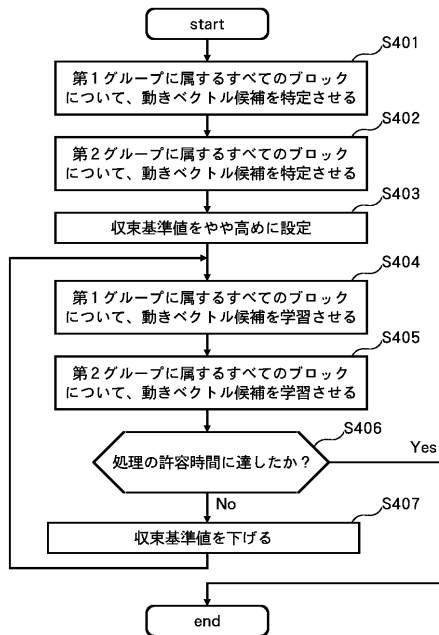 start
S401
第1グループに属するすべてのブロック
について、動きベクトル候補を特定させる
S402
第2グループに属するすべてのブロック
について、動きベクトル候補を特定させる
S403
収束基準値をやや高めに設定
S404
第1グループに属するすべてのブロック
について、動きベクトル候補を学習させる
S405
第2グループに属するすべてのブロック
について、動きベクトル候補を学習させる
S406
処理の許容時間に達したか？
Yes
No
S407
収束基準値を下げる
end